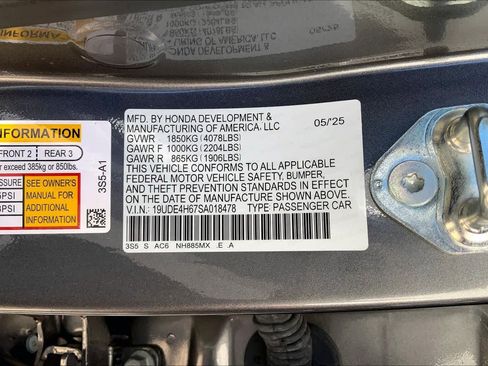 05/25
INFORMATION
FRONT 2 REAR 3
exceed 385kg or 850lbs.
SEE OWNER'S
MANUAL FOR
ADDITIONAL
INFORMATION
3S5-A1
MFD. BY HONDA DEVELOPMENT &
MANUFACTURING OF AMERICA, LLC
05/'25
GVWR 1850KG (4078LBS)
GAWR F 1000KG (2204LBS)
GAWR R 865KG (1906LBS)
THIS VEHICLE CONFORMS TO ALL APPLICABLE
FEDERAL MOTOR VEHICLE SAFETY, BUMPER,
AND THEFT PREVENTION STANDARDS IN EFFECT
ON THE DATE OF MANUFACTURE SHOWN ABOVE.
V.I.N.: 19UDE4H67SA018478 TYPE: PASSENGER CAR
3S5 S AC6 NH885MX .E .A